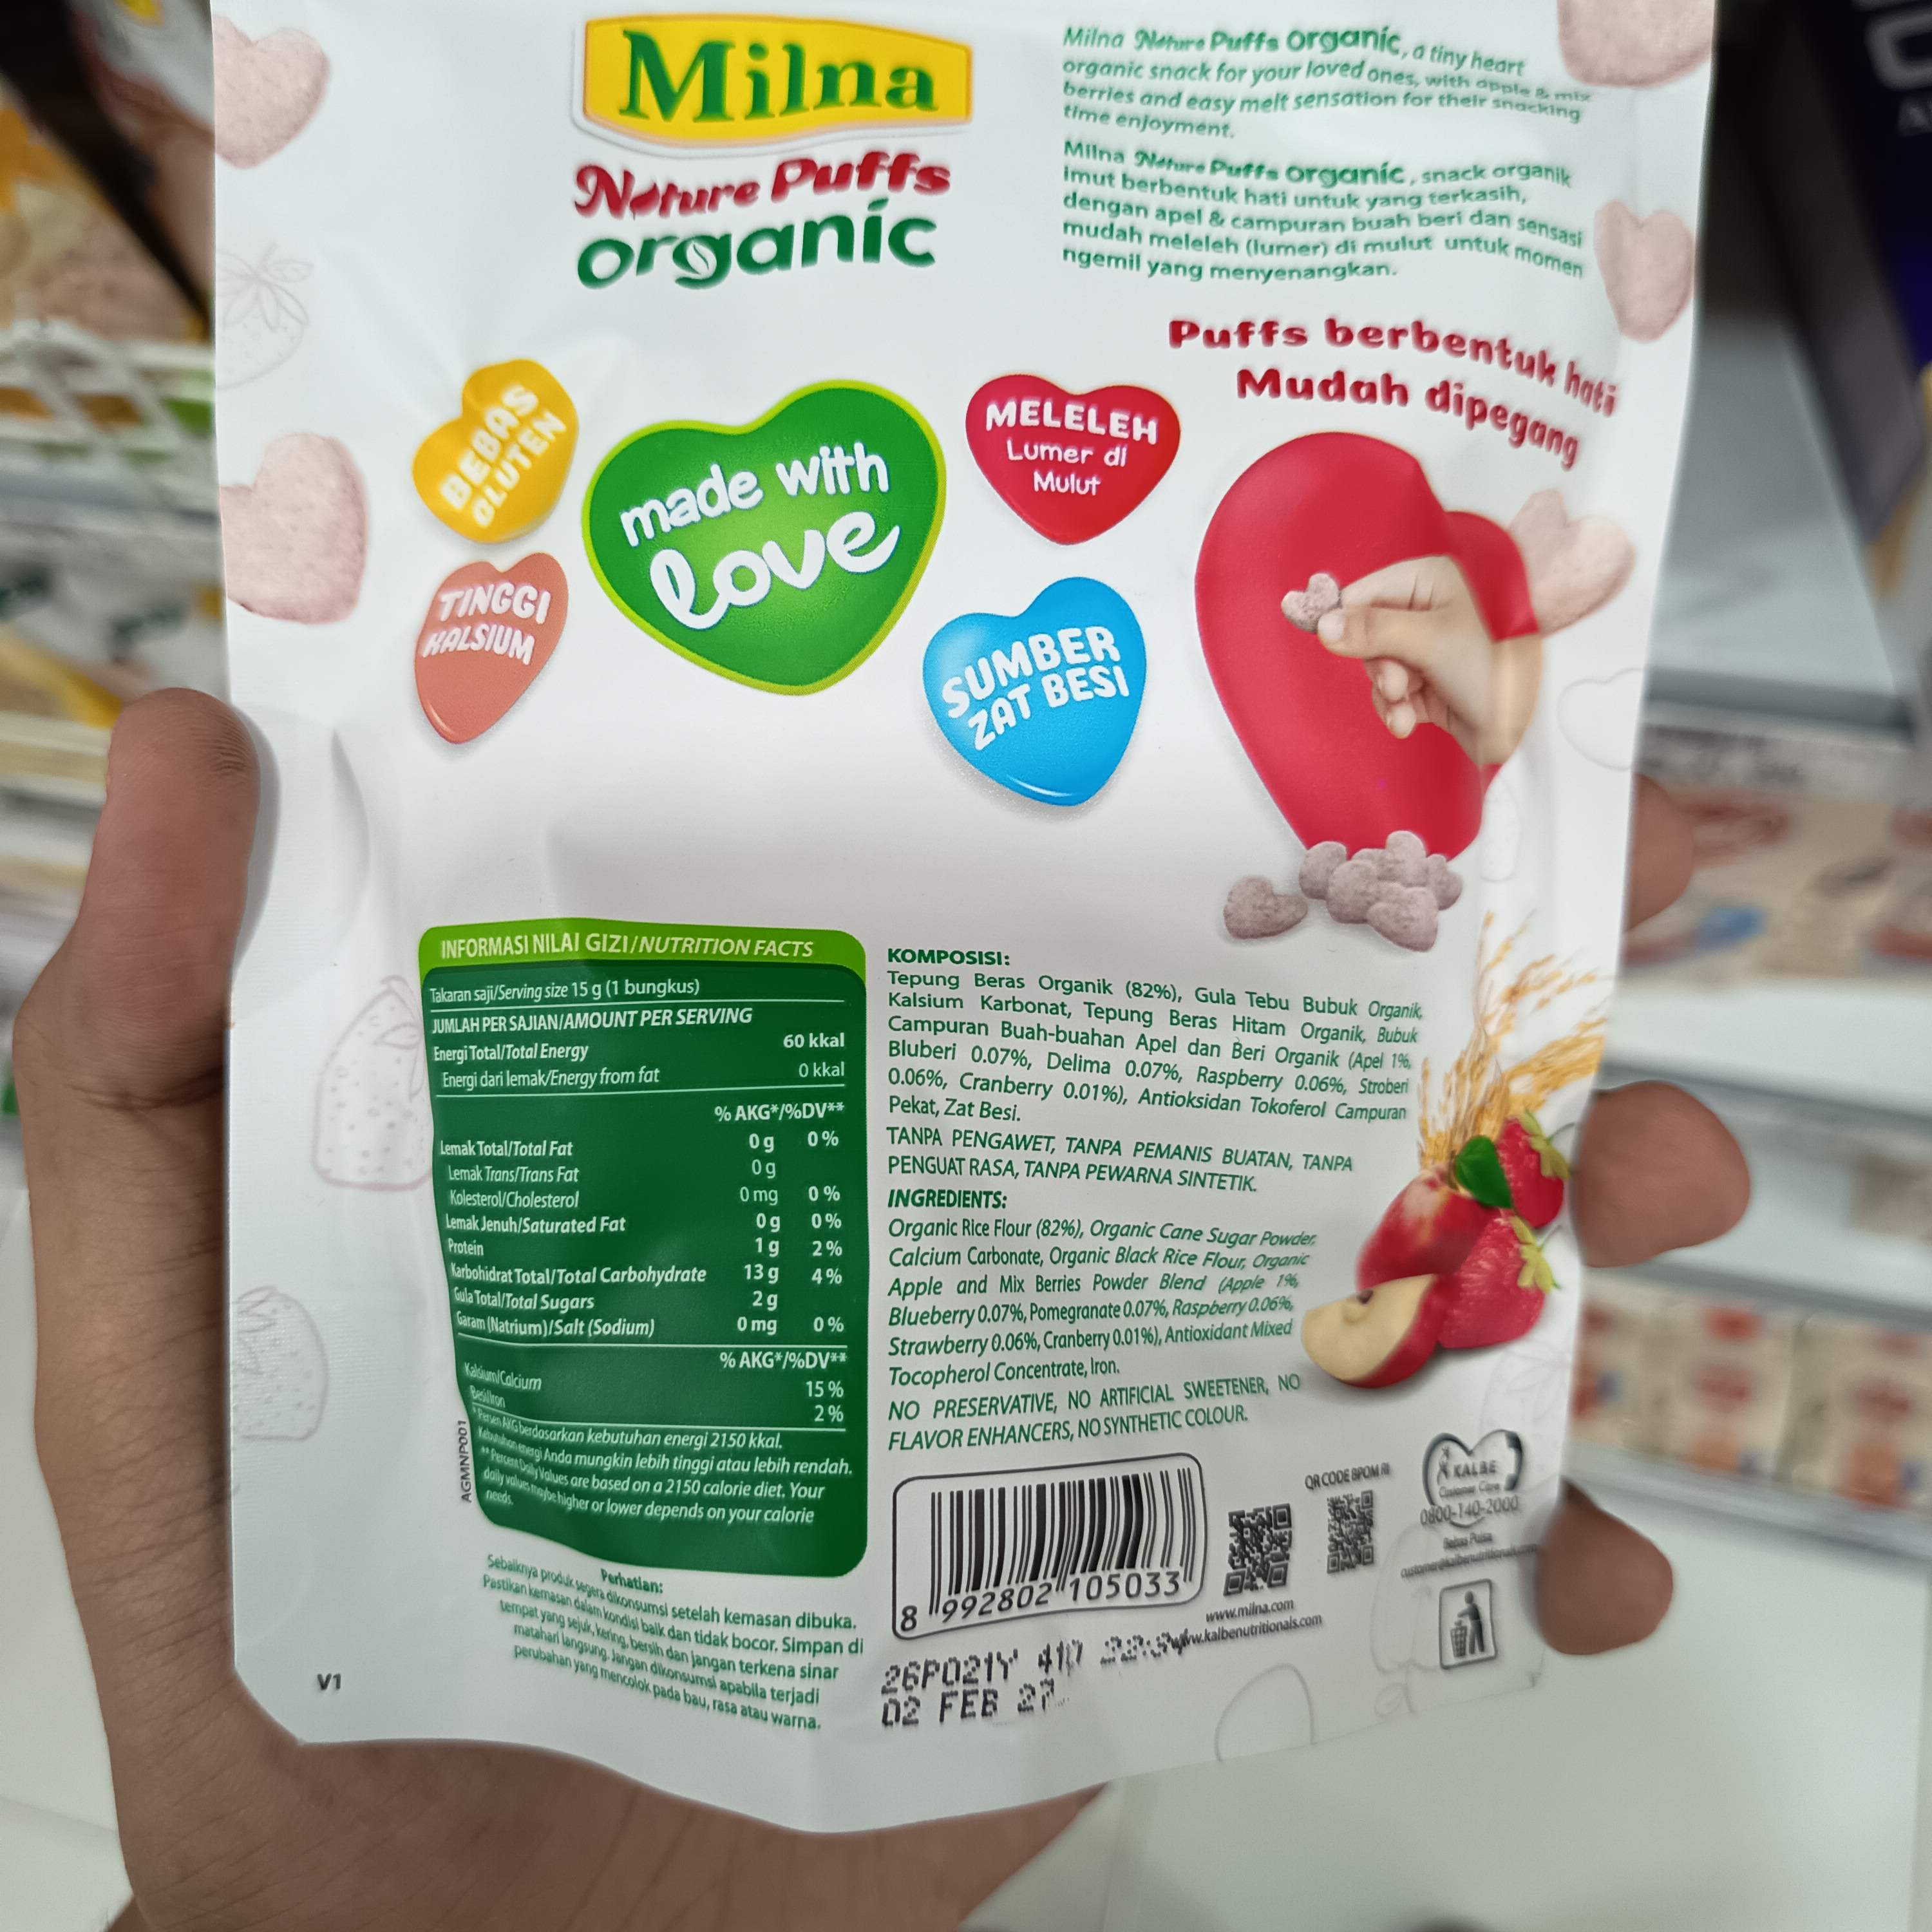 Milna
Nature Puffs
organic
Milna Nature Puffs organic, a tiny heart
organic snack for your loved ones, with apple & mix
berries and easy melt sensation for their snacking
time enjoyment.
Milna Nature Puffs organic, snack organik
imut berbentuk hati untuk yang terkasih,
dengan apel & campuran buah beri dan sensasi
mudah meleleh (lumer) di mulut untuk momen
ngemil yang menyenangkan.
Puffs berbentuk hati
Mudah dipegang
BEBAS
GLUTEN
made with
love
MELELEH
Lumer di
Mulut
TINGGI
KALSIUM
SUMBER
ZAT BESI
INFORMASI NILAI GIZI/NUTRITION FACTS
Takaran saji/Serving size 15 g (1 bungkus)
JUMLAH PER SAJIAN/AMOUNT PER SERVING
Energi Total/Total Energy 60 kkal
Energi dari lemak/Energy from fat 0 kkal
% AKG*/%DV**
Lemak Total/Total Fat 0 g 0 %
Lemak Trans/Trans Fat 0 g
Kolesterol/Cholesterol 0 mg 0 %
Lemak Jenuh/Saturated Fat 0 g 0 %
Protein 1 g 2 %
Karbohidrat Total/Total Carbohydrate 13 g 4 %
Gula Total/Total Sugars 2 g
Garam (Natrium)/Salt (Sodium) 0 mg 0 %
% AKG*/%DV**
Kalsium/Calcium 15 %
Besi/Iron 2 %
* Persen AKG berdasarkan kebutuhan energi 2150 kkal.
Kebutuhan energi Anda mungkin lebih tinggi atau lebih rendah.
** Percent Daily Values are based on a 2150 calorie diet. Your
daily values maybe higher or lower depends on your calorie
needs.
AGMNP001
Perhatian:
Sebaiknya produk segera dikonsumsi setelah kemasan dibuka.
Pastikan kemasan dalam kondisi baik dan tidak bocor. Simpan di
tempat yang sejuk, kering, bersih dan jangan terkena sinar
matahari langsung. Jangan dikonsumsi apabila terjadi
perubahan yang mencolok pada bau, rasa atau warna.
V1
KOMPOSISI:
Tepung Beras Organik (82%), Gula Tebu Bubuk Organik,
Kalsium Karbonat, Tepung Beras Hitam Organik, Bubuk
Campuran Buah-buahan Apel dan Beri Organik (Apel 1%,
Bluberi 0.07%, Delima 0.07%, Raspberry 0.06%, Stroberi
0.06%, Cranberry 0.01%), Antioksidan Tokoferol Campuran
Pekat, Zat Besi.
TANPA PENGAWET, TANPA PEMANIS BUATAN, TANPA
PENGUAT RASA, TANPA PEWARNA SINTETIK.
INGREDIENTS:
Organic Rice Flour (82%), Organic Cane Sugar Powder,
Calcium Carbonate, Organic Black Rice Flour, Organic
Apple and Mix Berries Powder Blend (Apple 1%,
Blueberry 0.07%, Pomegranate 0.07%, Raspberry 0.06%,
Strawberry 0.06%, Cranberry 0.01%), Antioxidant Mixed
Tocopherol Concentrate, Iron.
NO PRESERVATIVE, NO ARTIFICIAL SWEETENER, NO
FLAVOR ENHANCERS, NO SYNTHETIC COLOUR.
8 992802 105033
QR CODE BPOM RI
KALBE
Customer Care
0800-140-2000
Bebas Pulsa
www.milna.com
www.kalbenutritionals.com
26P021Y 41
02 FEB 27